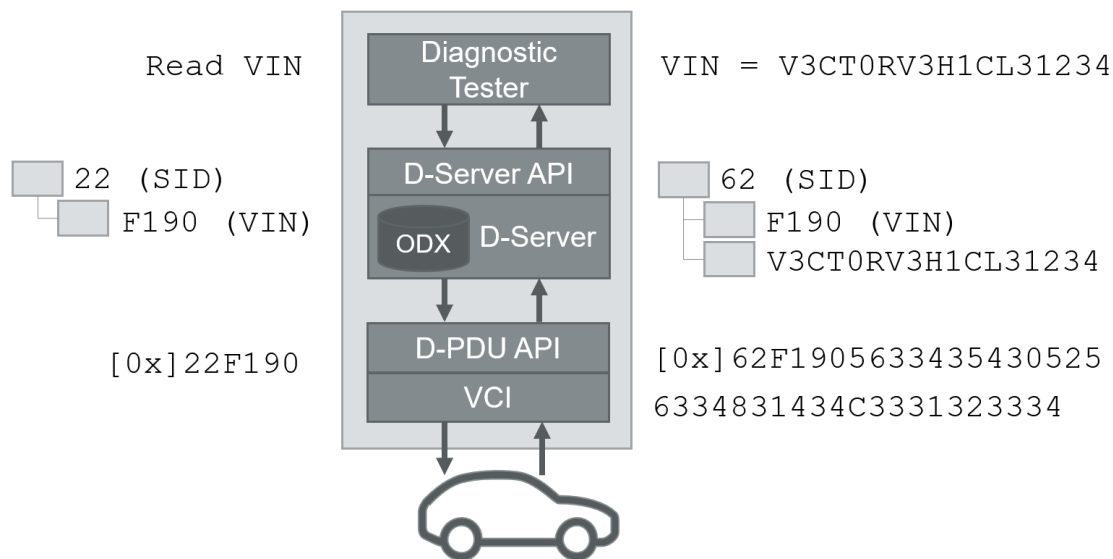 Read VIN
Diagnostic
Tester
VIN = V3CT0RV3H1CL31234
22 (SID)
F190 (VIN)
D-Server API
ODX
D-Server
62 (SID)
F190 (VIN)
V3CT0RV3H1CL31234
[0x]22F190
D-PDU API
VCI
[0x]62F1905633435430525
6334831434C3331323334